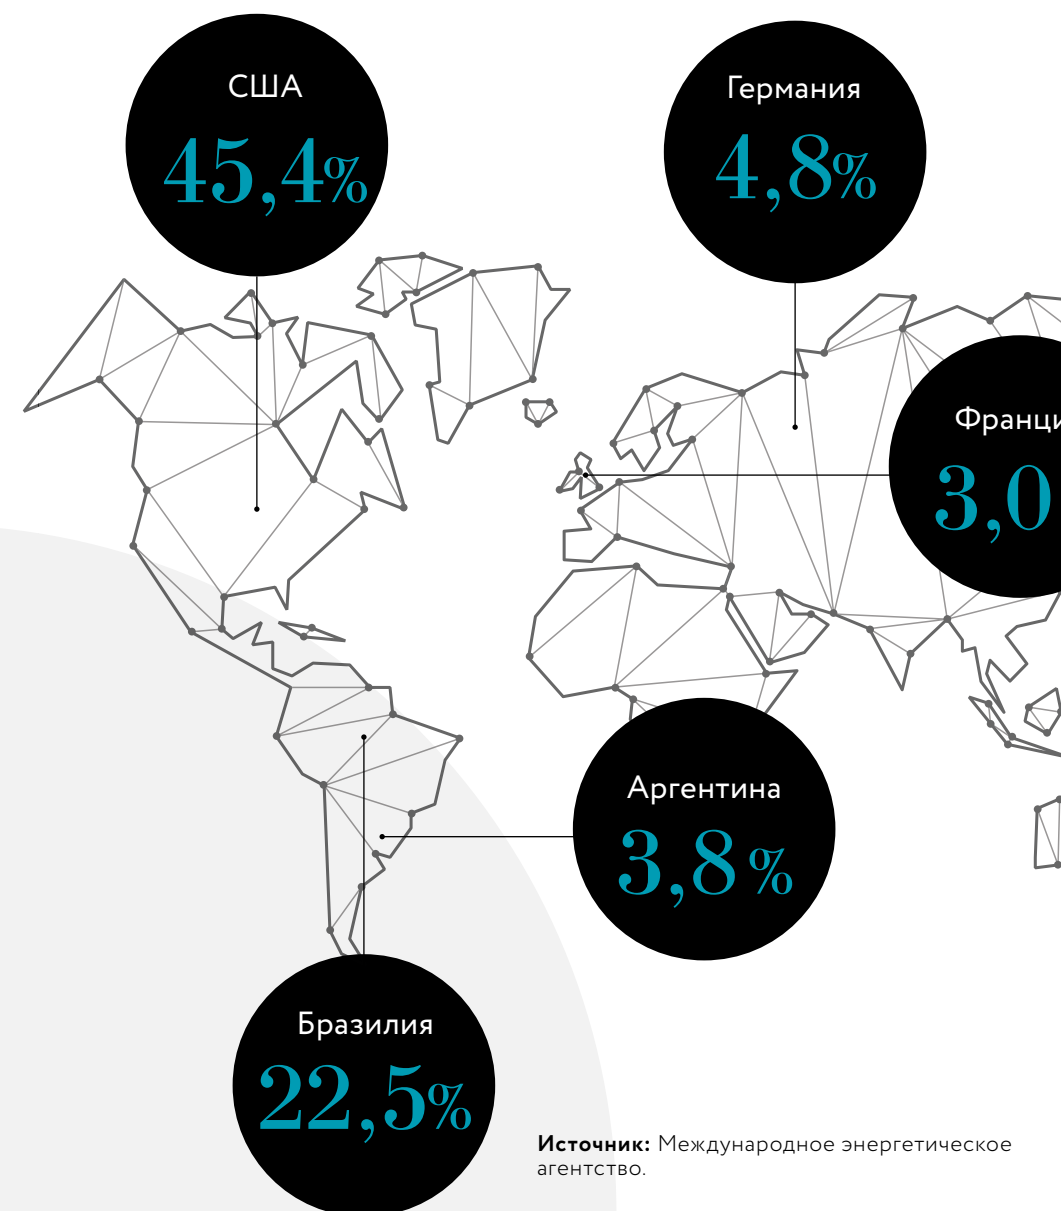 США
45,4%
Германия
4,8%
Франци
3,0
Аргентина
3,8 %
Бразилия
22,5%
Источник: Международное энергетическое
агентство.